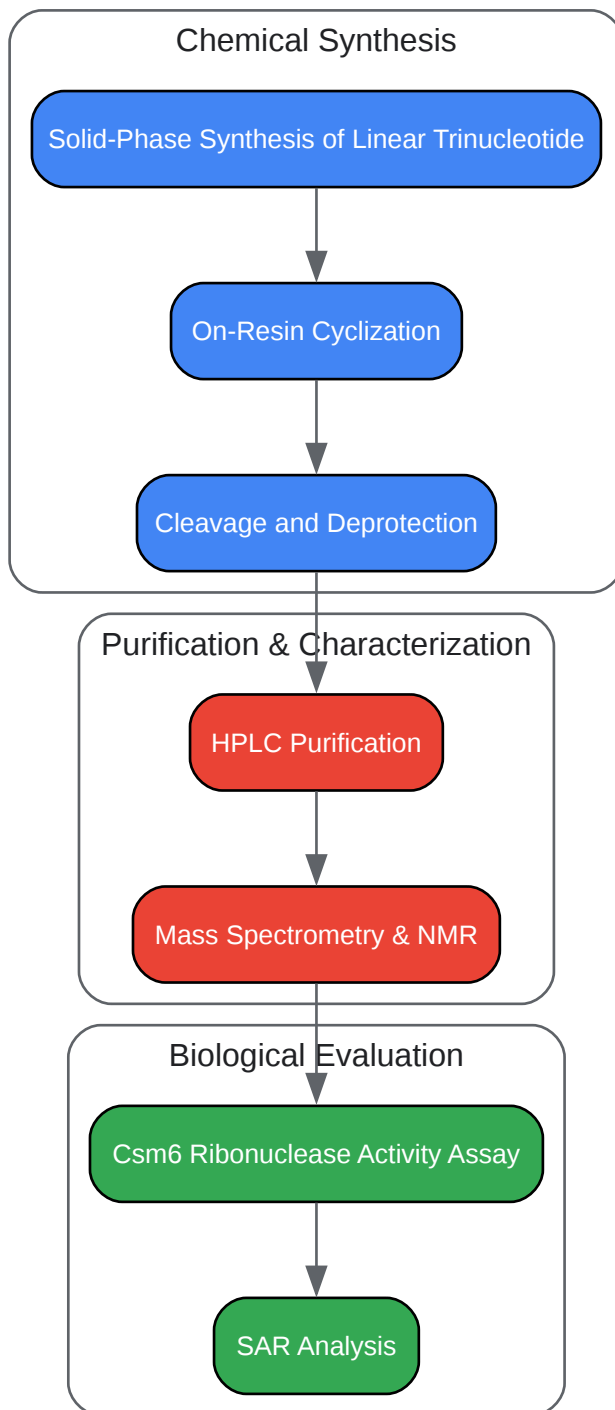 Chemical Synthesis
Solid-Phase Synthesis of Linear Trinucleotide
On-Resin Cyclization
Cleavage and Deprotection
Purification & Characterization
HPLC Purification
Mass Spectrometry & NMR
Biological Evaluation
Csm6 Ribonuclease Activity Assay
SAR Analysis